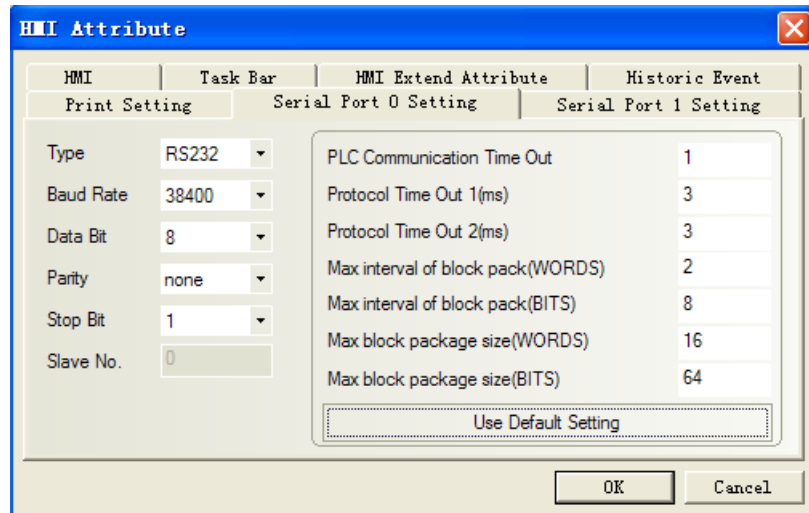 HMI Attribute
HMI Task Bar HMI Extend Attribute Historic Event
Print Setting Serial Port 0 Setting Serial Port 1 Setting
Type RS232
Baud Rate 38400
Data Bit 8
Parity none
Stop Bit 1
Slave No. 0
PLC Communication Time Out 1
Protocol Time Out 1(ms) 3
Protocol Time Out 2(ms) 3
Max interval of block pack(WORDS) 2
Max interval of block pack(BITS) 8
Max block package size(WORDS) 16
Max block package size(BITS) 64
Use Default Setting
OK Cancel